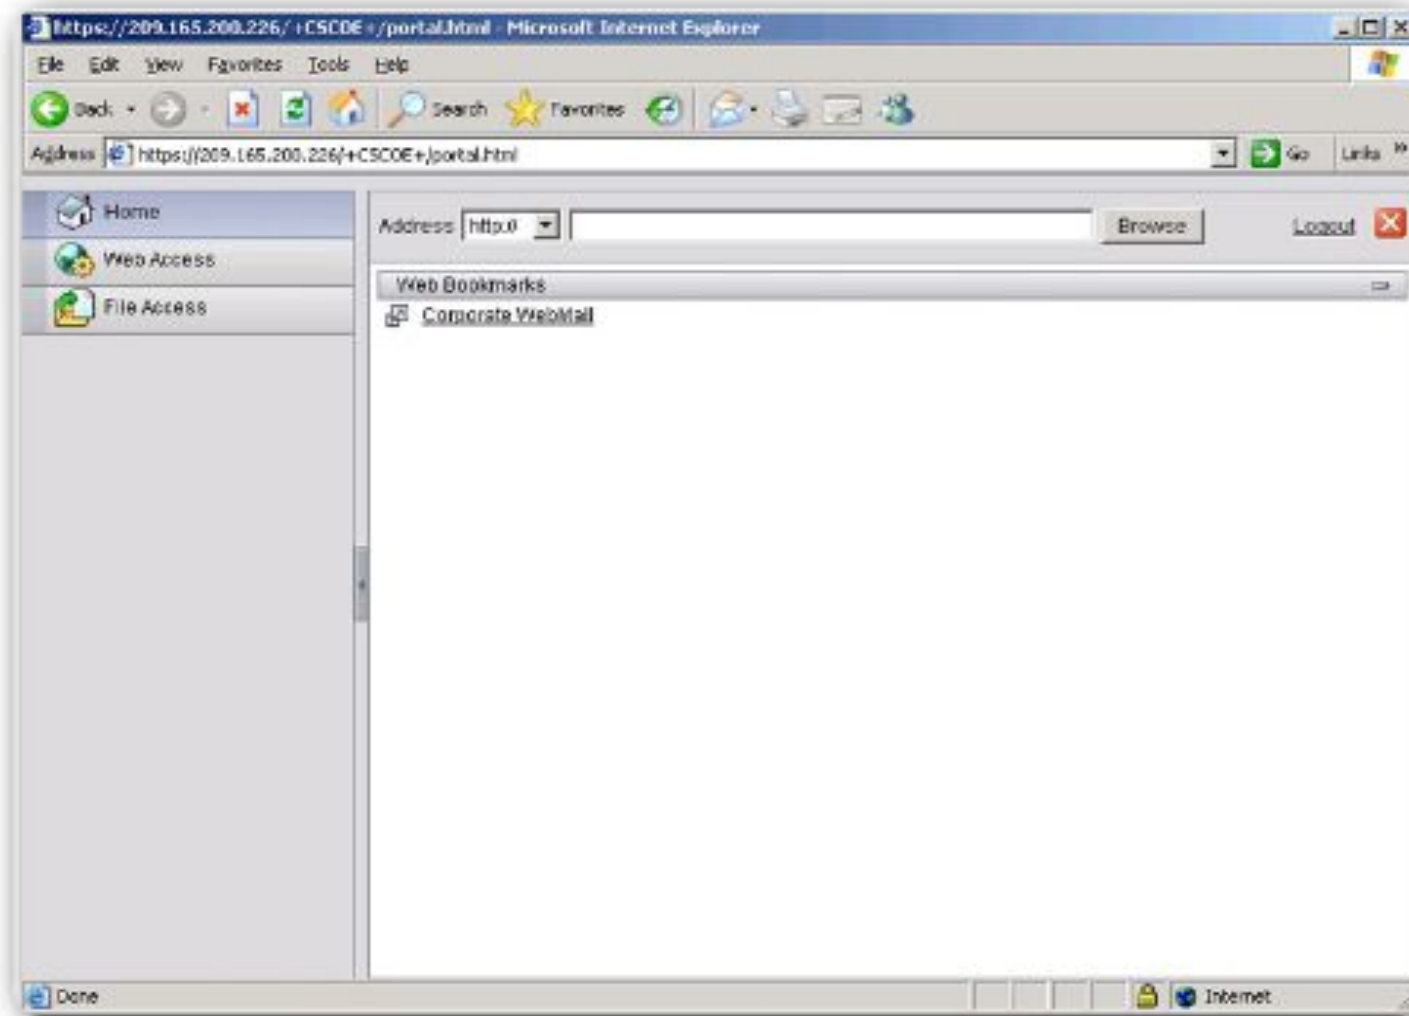 https://209.165.200.226/+CSCOE+/portal.html - Microsoft Internet Explorer
File Edit View Favorites Tools Help
Back Search Favorites
Address https://209.165.200.226/+CSCOE+/portal.html Go Links »
Home
Web Access
File Access
Address http:// Browse Logout
Web Bookmarks
Corporate WebMail
Done Internet